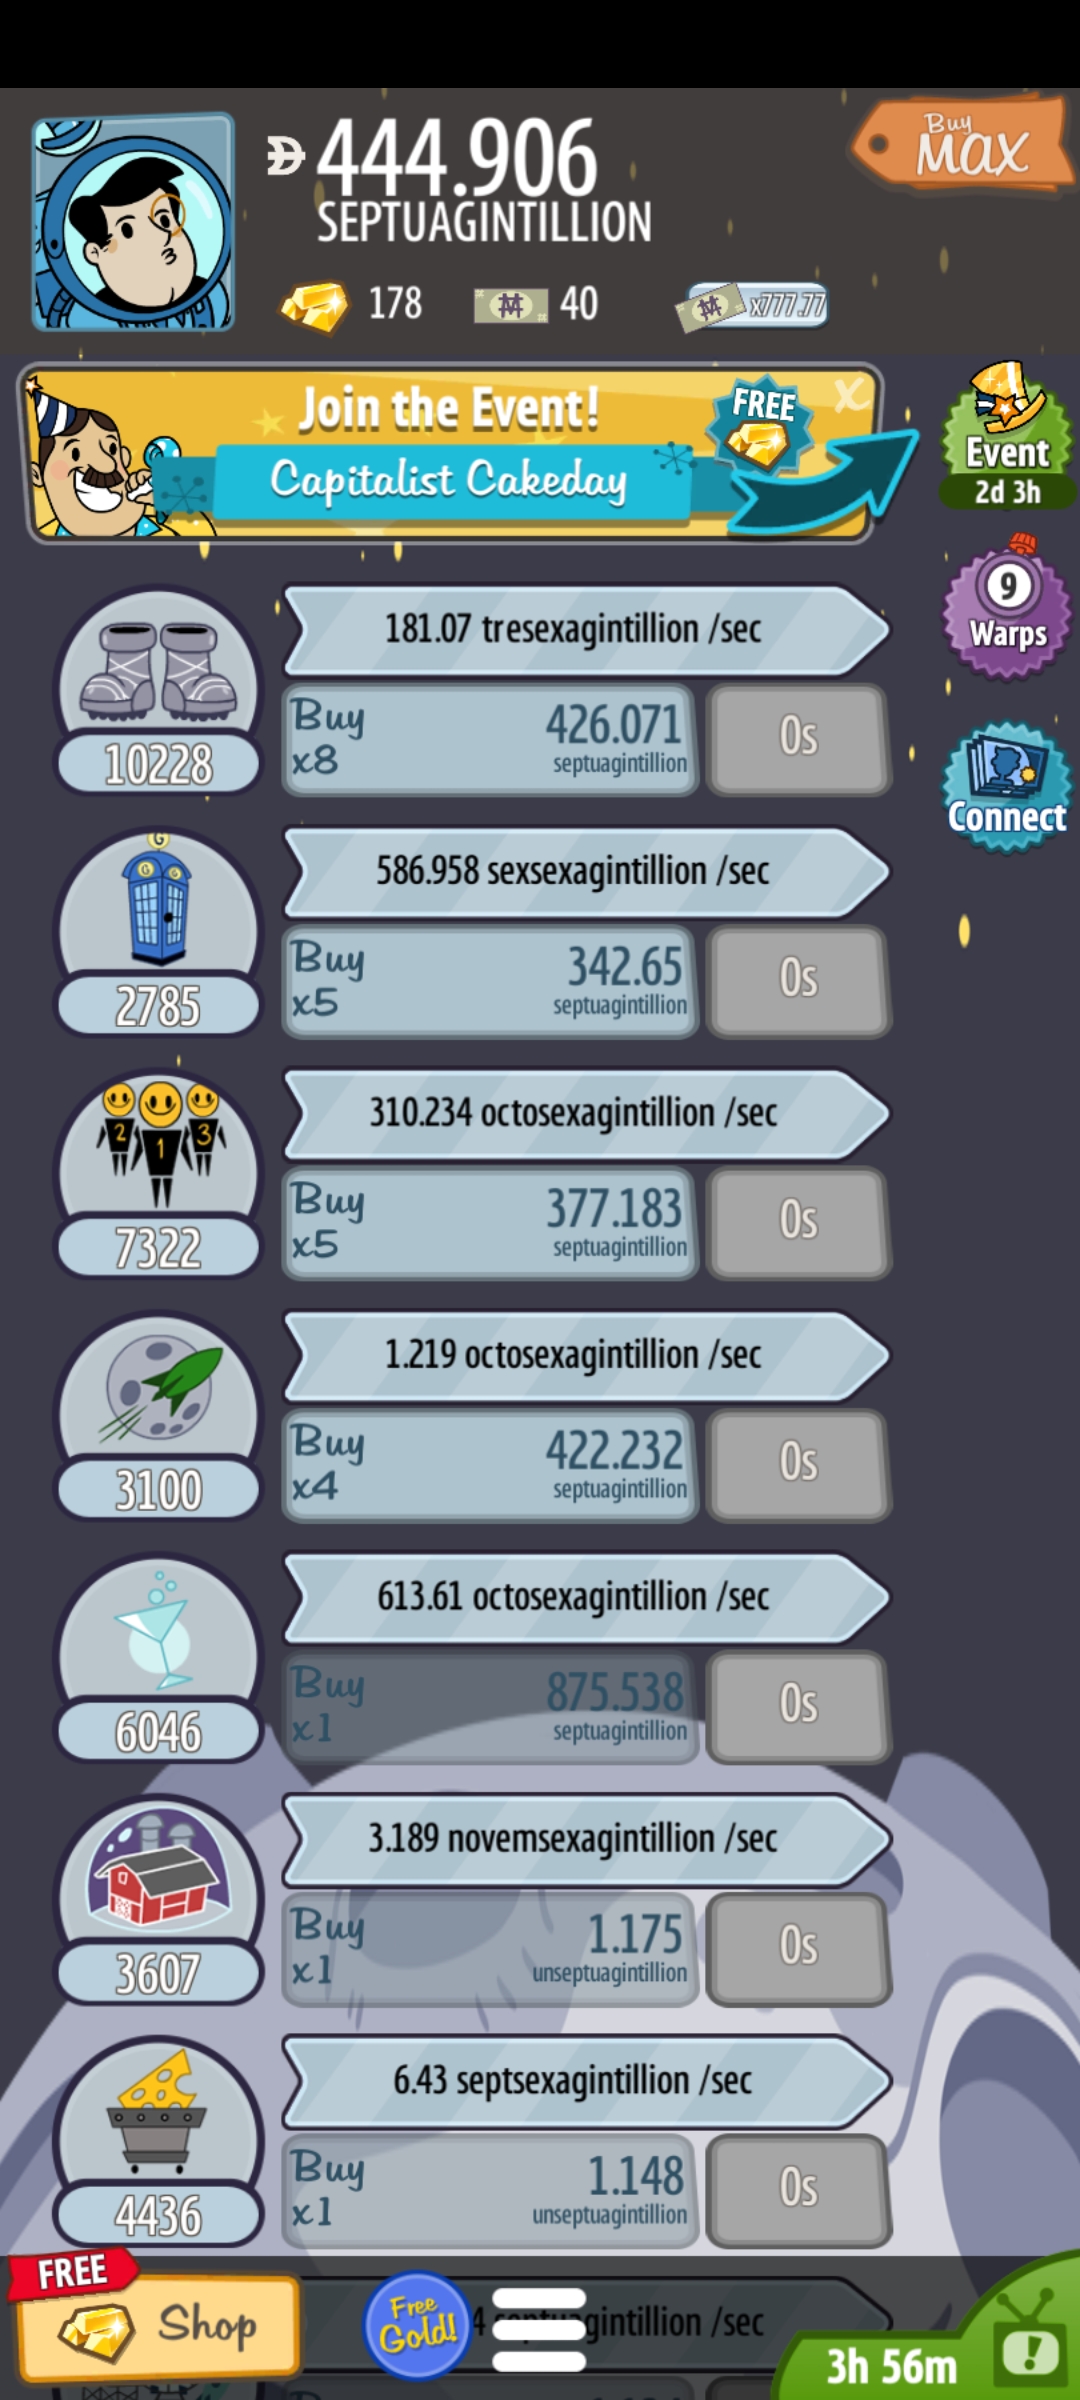 444.906
SEPTUAGINTILLION
Buy
MAX
178
40
x777.77
Join the Event!
FREE
X
Capitalist Cakeday
Event
2d 3h
9
Warps
Connect
181.07 tresexagintillion /sec
Buy
x8
426.071
septuagintillion
0s
10228
586.958 sexsexagintillion /sec
G
G G
Buy
x5
342.65
septuagintillion
0s
2785
310.234 octosexagintillion /sec
2 1 3
Buy
x5
377.183
septuagintillion
0s
7322
1.219 octosexagintillion /sec
Buy
x4
422.232
septuagintillion
0s
3100
613.61 octosexagintillion /sec
Buy
x1
875.538
septuagintillion
0s
6046
3.189 novemsexagintillion /sec
Buy
x1
1.175
unseptuagintillion
0s
3607
6.43 septsexagintillion /sec
Buy
x1
1.148
unseptuagintillion
0s
4436
FREE
Shop
Free
Gold!
/sec
3h 56m
!